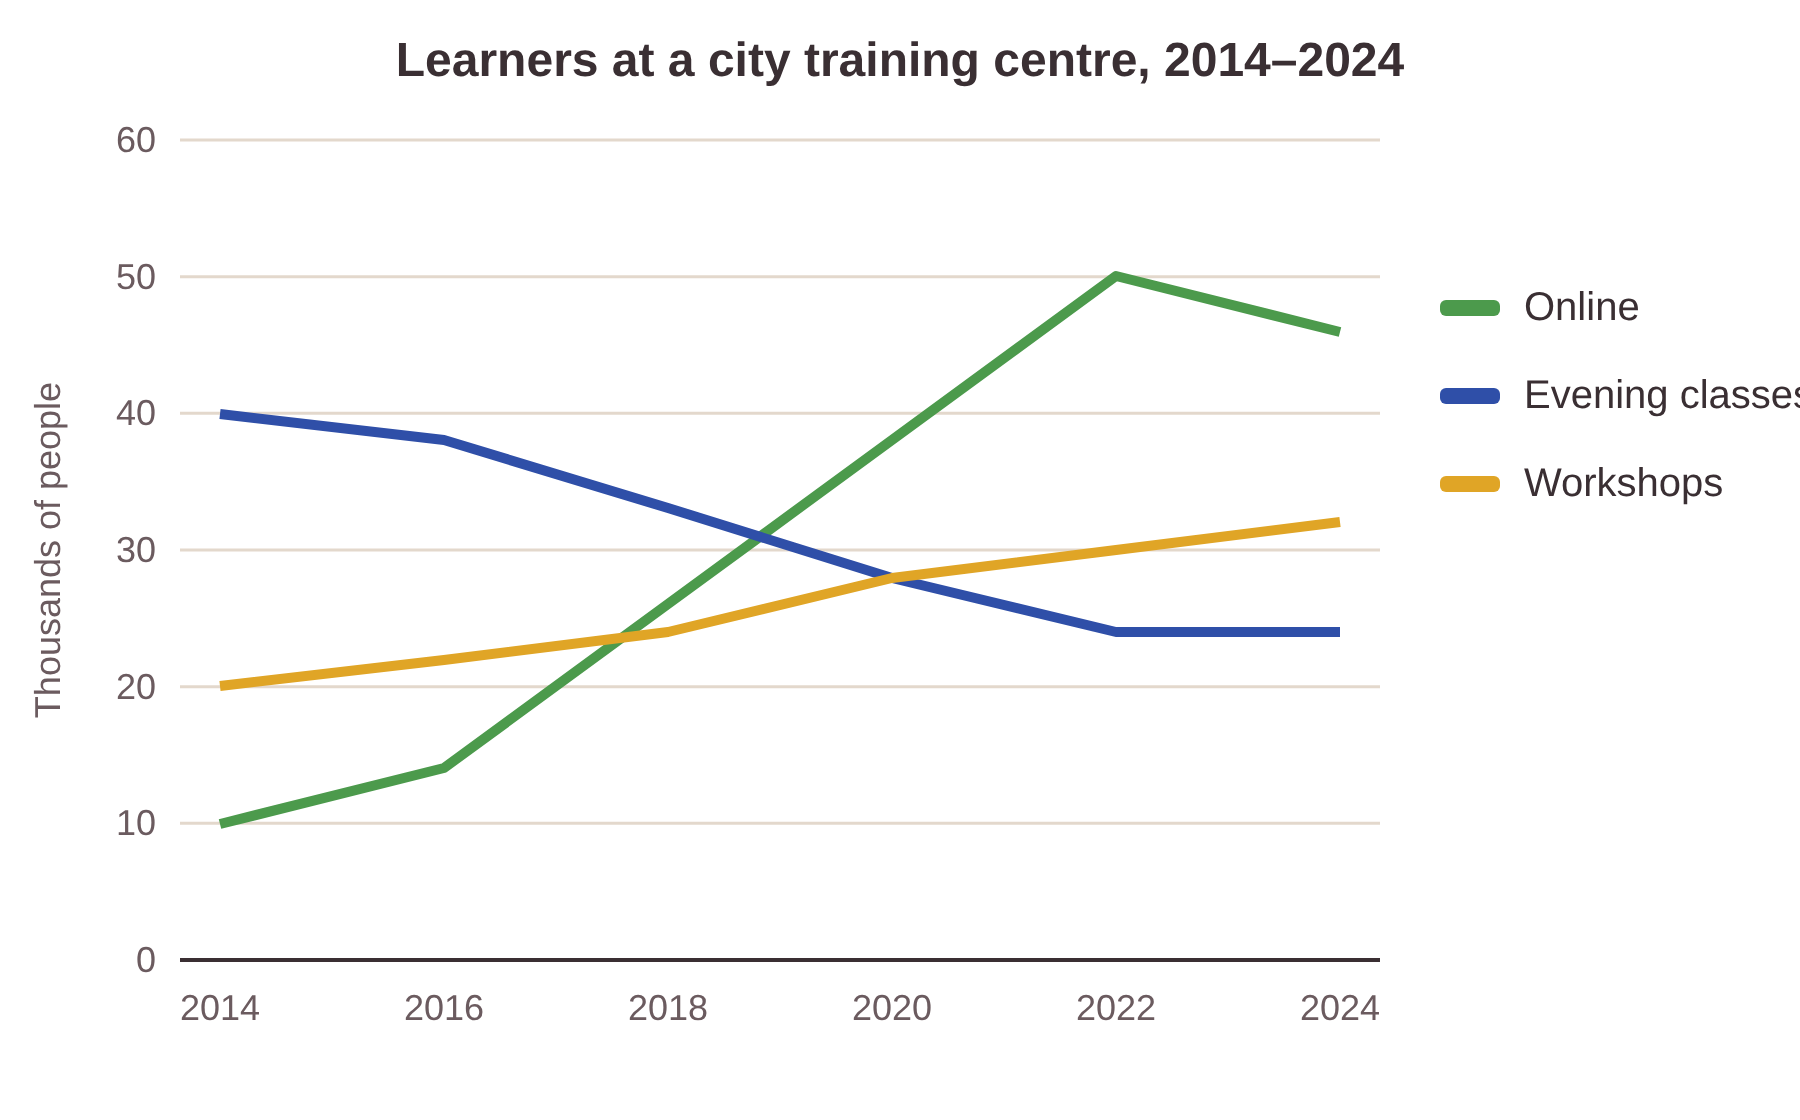 Learners at a city training centre, 2014–2024
Thousands of people
60
50
40
30
20
10
0
2014 2016 2018 2020 2022 2024
Online
Evening classes
Workshops